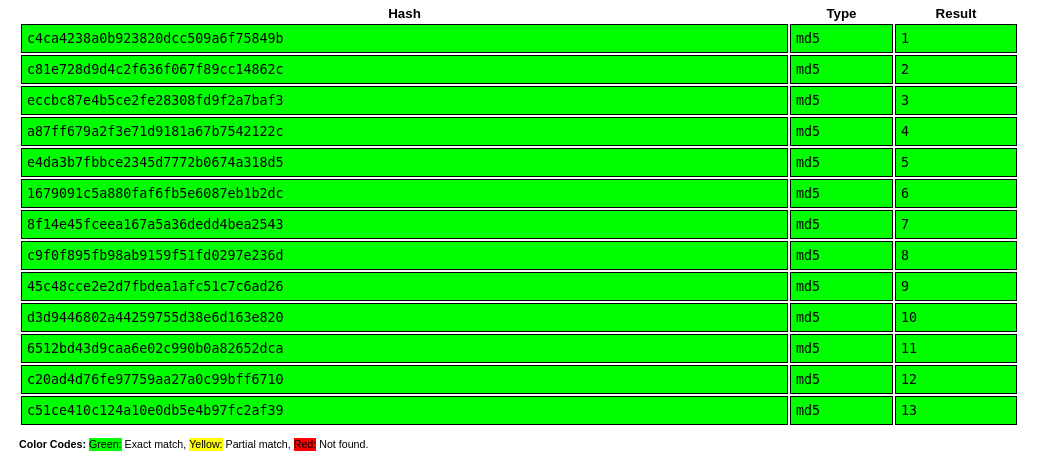 Hash Type Result
c4ca4238a0b923820dcc509a6f75849b md5 1
c81e728d9d4c2f636f067f89cc14862c md5 2
eccbc87e4b5ce2fe28308fd9f2a7baf3 md5 3
a87ff679a2f3e71d9181a67b7542122c md5 4
e4da3b7fbbce2345d7772b0674a318d5 md5 5
1679091c5a880faf6fb5e6087eb1b2dc md5 6
8f14e45fceea167a5a36dedd4bea2543 md5 7
c9f0f895fb98ab9159f51fd0297e236d md5 8
45c48cce2e2d7fbdea1afc51c7c6ad26 md5 9
d3d9446802a44259755d38e6d163e820 md5 10
6512bd43d9caa6e02c990b0a82652dca md5 11
c20ad4d76fe97759aa27a0c99bff6710 md5 12
c51ce410c124a10e0db5e4b97fc2af39 md5 13
Color Codes: Green: Exact match, Yellow: Partial match, Red: Not found.